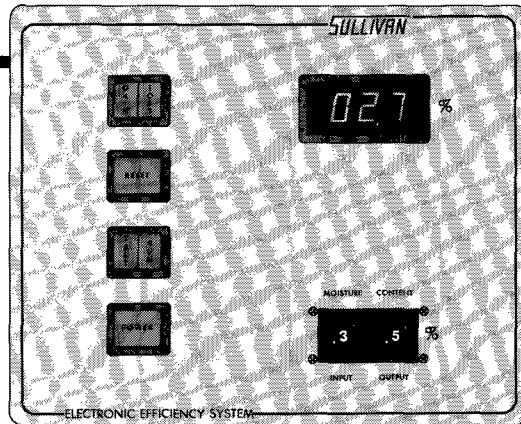 SULLIVAN
027 %
RESET
POWER
MOISTURE CONTENT
.3 .5 %
INPUT OUTPUT
ELECTRONIC EFFICIENCY SYSTEM